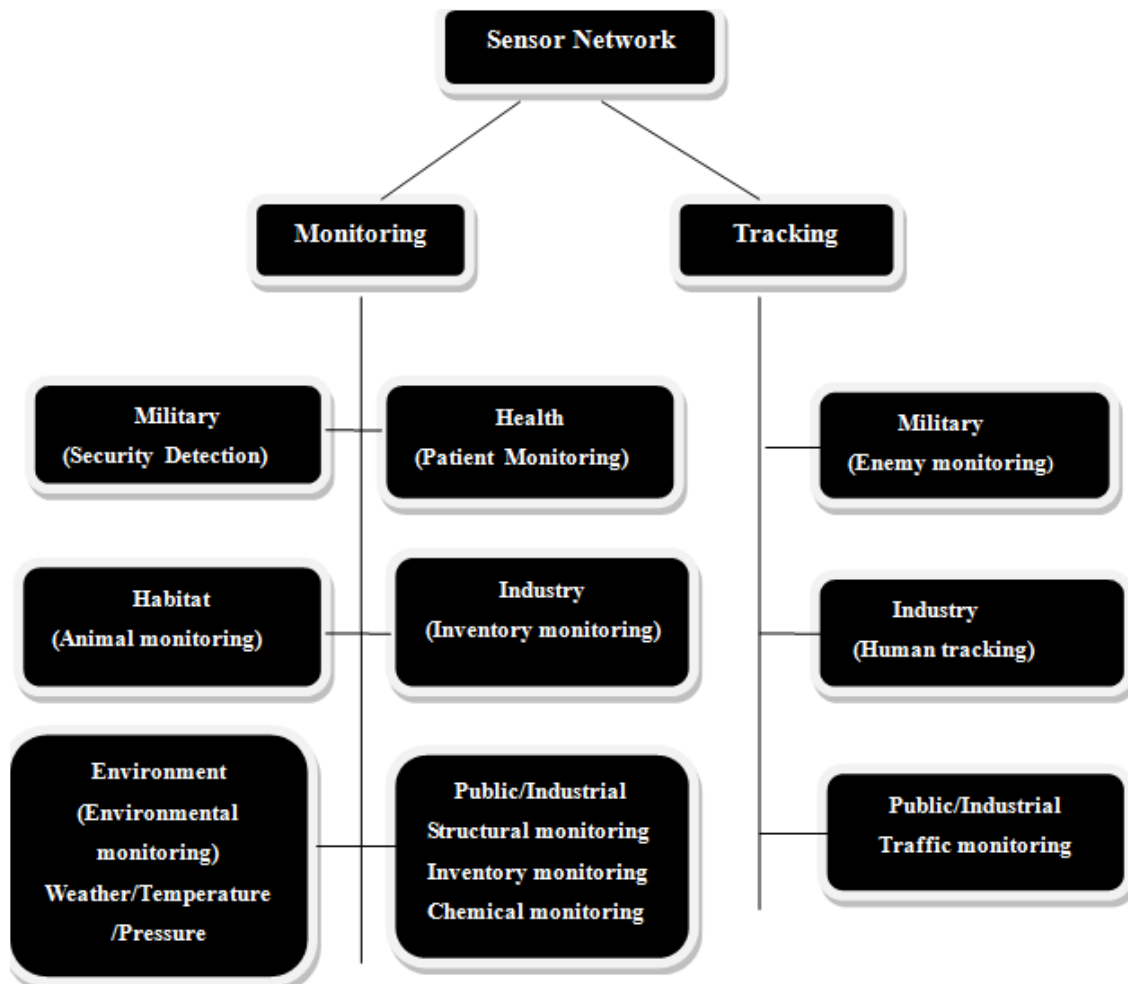 Sensor Network
Monitoring
Tracking
Military
(Security Detection)
Health
(Patient Monitoring)
Military
(Enemy monitoring)
Habitat
(Animal monitoring)
Industry
(Inventory monitoring)
Industry
(Human tracking)
Environment
(Environmental
monitoring)
Weather/Temperature
/Pressure
Public/Industrial
Structural monitoring
Inventory monitoring
Chemical monitoring
Public/Industrial
Traffic monitoring